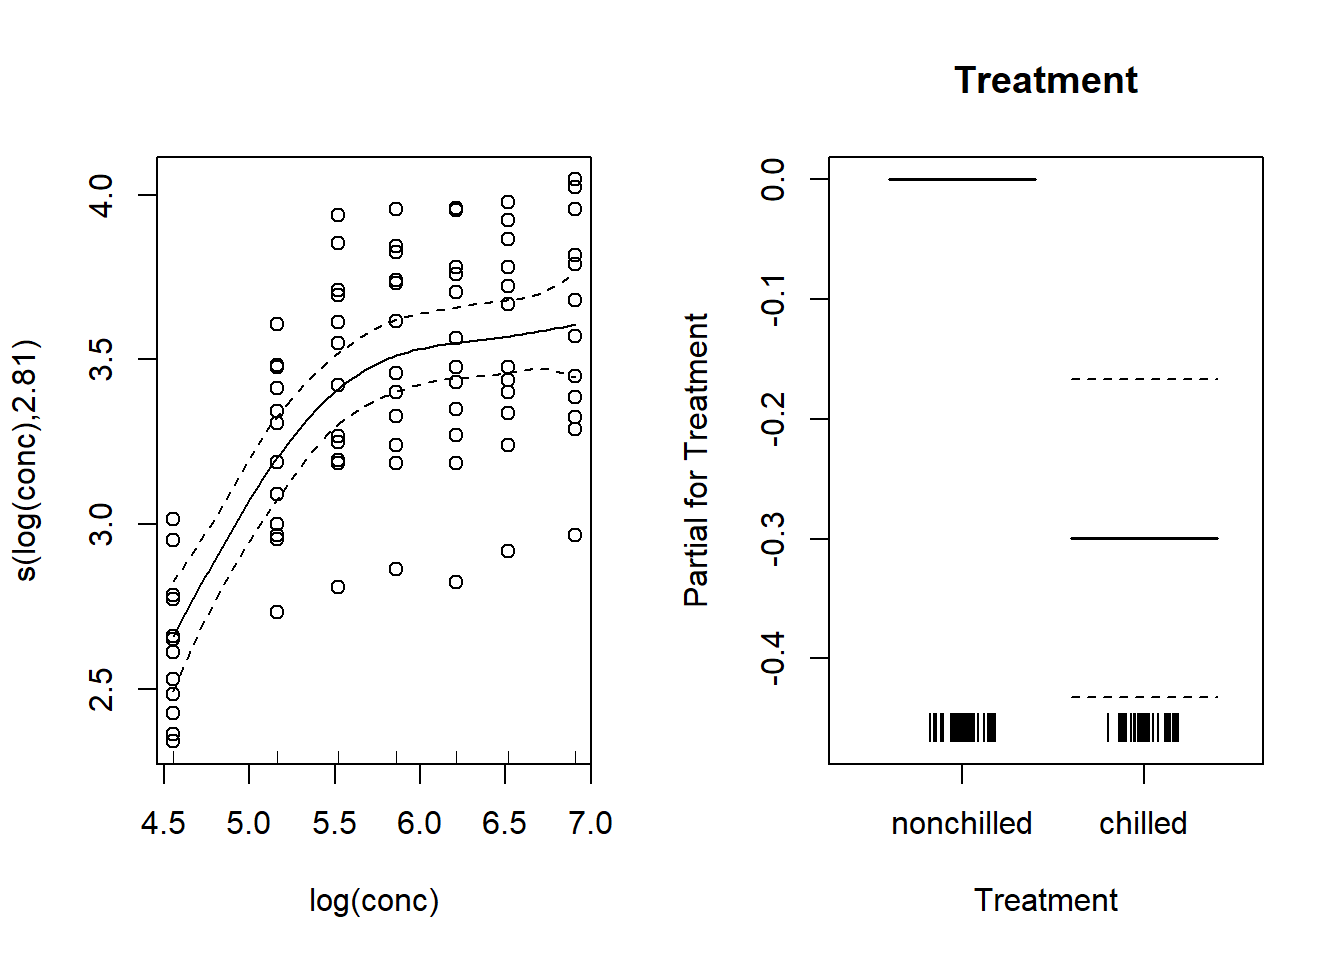 s(log(conc),2.81)
4.0
3.5
3.0
2.5
4.5 5.0 5.5 6.0 6.5 7.0
log(conc)
Treatment
Partial for Treatment
0.0
-0.1
-0.2
-0.3
-0.4
nonchilled chilled
Treatment